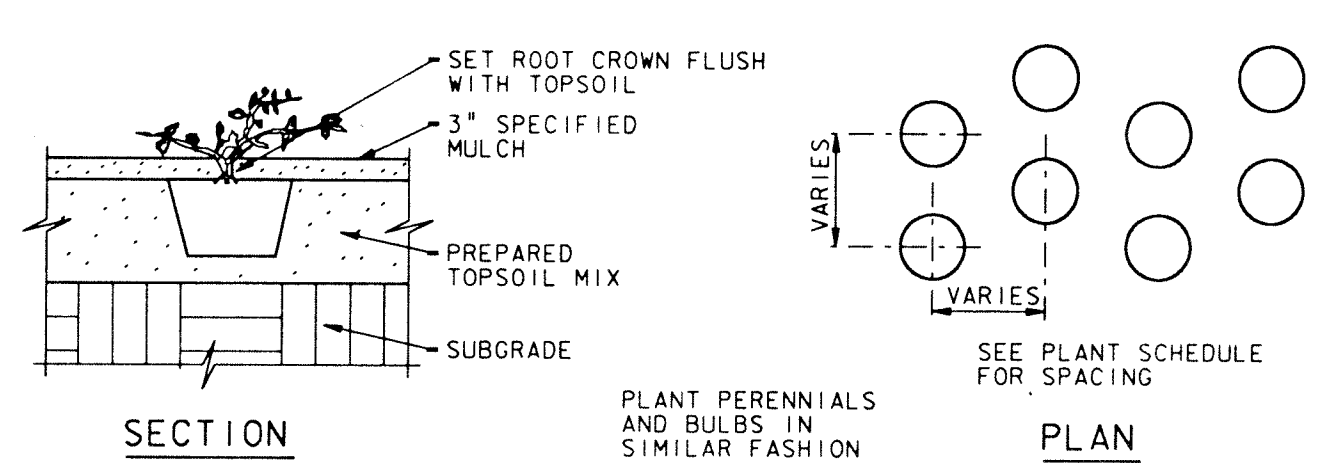 SET ROOT CROWN FLUSH
WITH TOPSOIL
3" SPECIFIED
MULCH
PREPARED
TOPSOIL MIX
SUBGRADE
SECTION
PLANT PERENNIALS
AND BULBS IN
SIMILAR FASHION
VARIES
VARIES
SEE PLANT SCHEDULE
FOR SPACING
PLAN